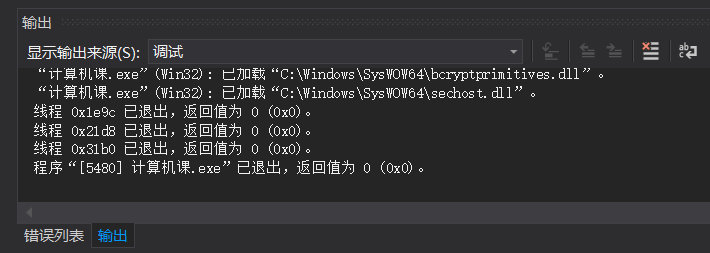 输出
显示输出来源(S): 调试
“计算机课.exe”(Win32): 已加载“C:\Windows\SysWOW64\bcryptprimitives.dll”。
“计算机课.exe”(Win32): 已加载“C:\Windows\SysWOW64\sechost.dll”。
线程 0x1e9c 已退出，返回值为 0 (0x0)。
线程 0x21d8 已退出，返回值为 0 (0x0)。
线程 0x31b0 已退出，返回值为 0 (0x0)。
程序“[5480] 计算机课.exe”已退出，返回值为 0 (0x0)。
错误列表 输出